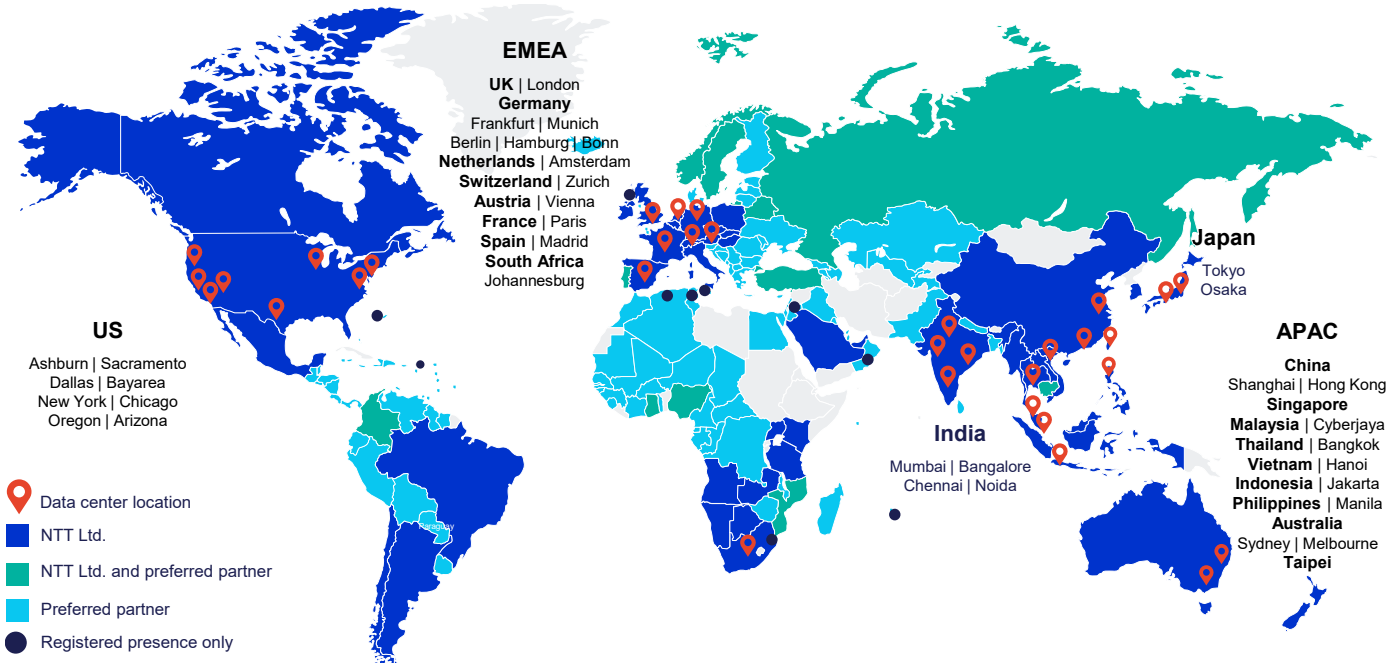 EMEA
UK | London
Germany
Frankfurt | Munich
Berlin | Hamburg | Bonn
Netherlands | Amsterdam
Switzerland | Zurich
Austria | Vienna
France | Paris
Spain | Madrid
South Africa
Johannesburg
US
Ashburn | Sacramento
Dallas | Bayarea
New York | Chicago
Oregon | Arizona
Japan
Tokyo
Osaka
APAC
China
Shanghai | Hong Kong
Singapore
Malaysia | Cyberjaya
Thailand | Bangkok
Vietnam | Hanoi
Indonesia | Jakarta
Philippines | Manila
Australia
Sydney | Melbourne
Taipei
India
Mumbai | Bangalore
Chennai | Noida
Paraguay
Data center location
NTT Ltd.
NTT Ltd. and preferred partner
Preferred partner
Registered presence only